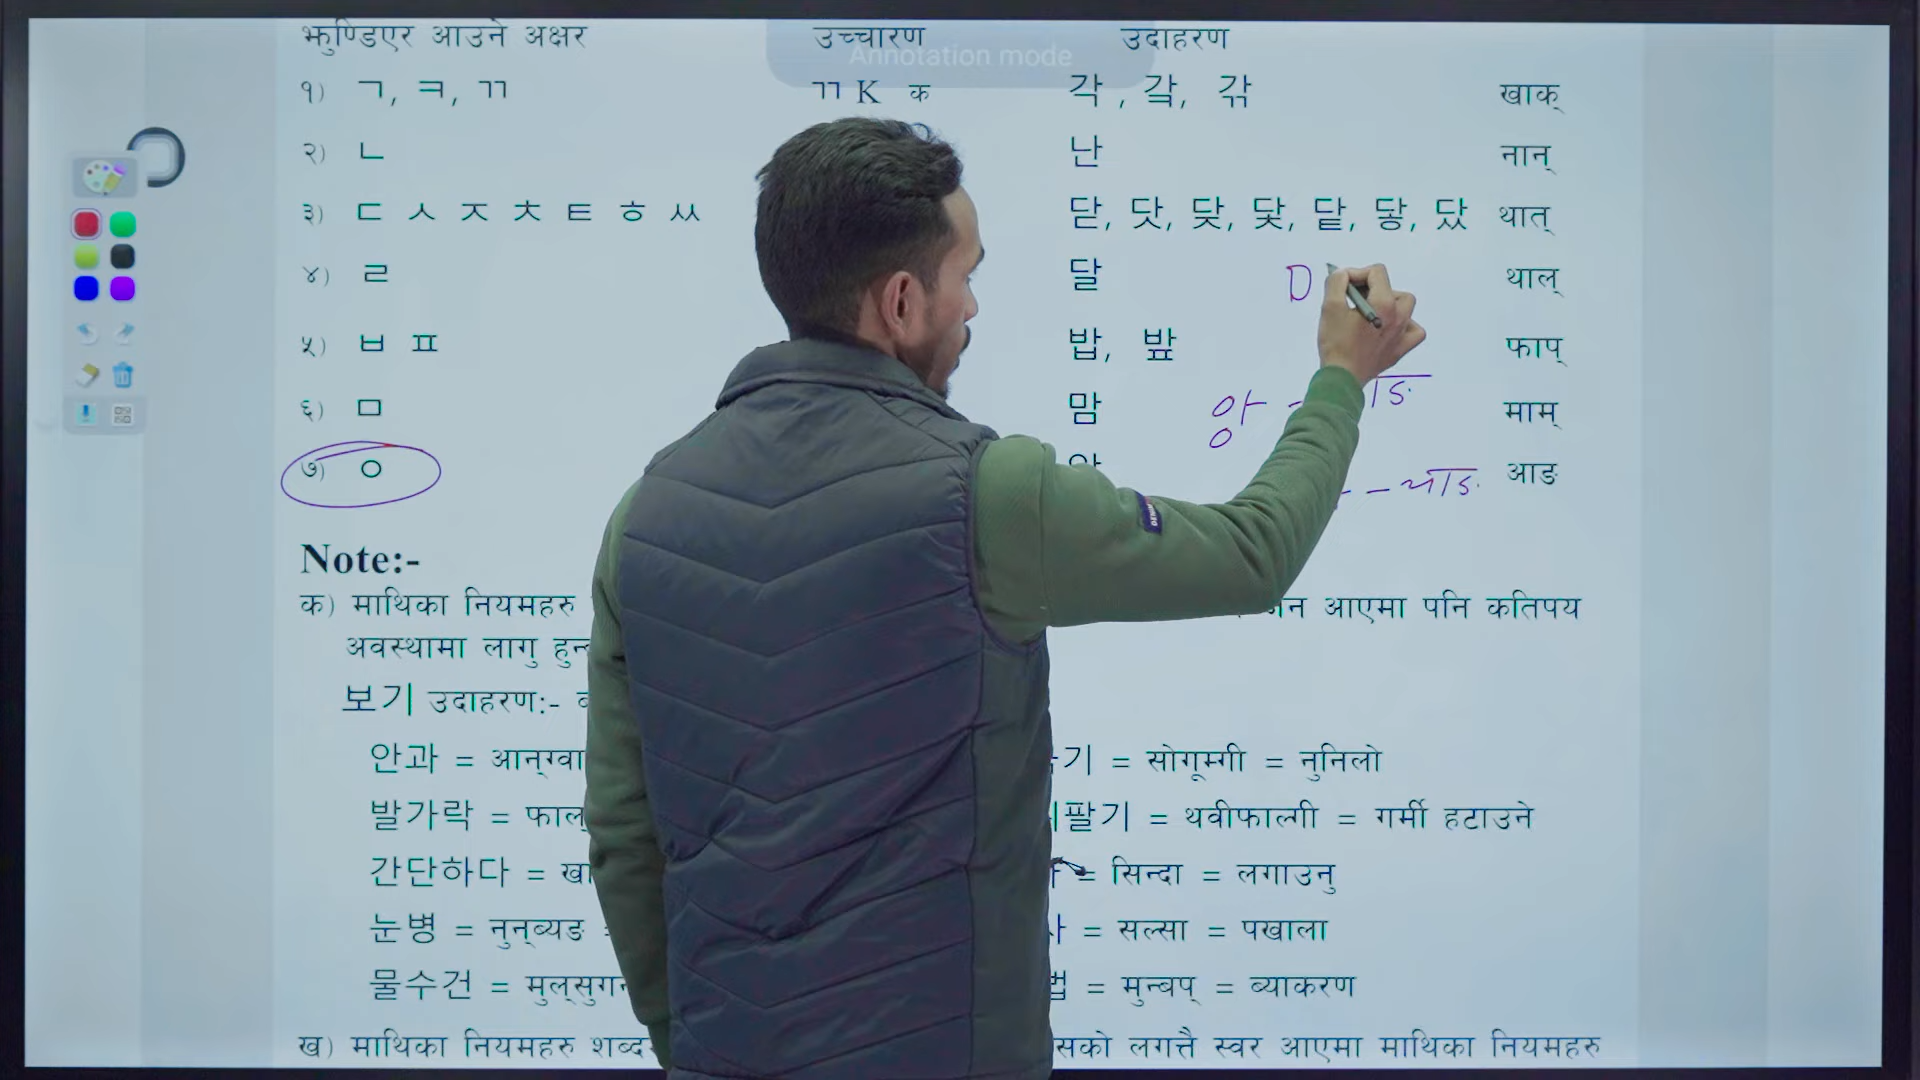 झुण्डिएर आउने अक्षर उच्चारण उदाहरण
Annotation mode
१) ㄱ, ㅋ, ㄲ ㄲ K क 각 , 갘, 갂 खाक्
२) ㄴ 난 नान्
३) ㄷ ㅅ ㅈ ㅊ ㅌ ㅎ ㅆ 닫, 닷, 닺, 닻, 닽, 닿, 닸 थात्
४) ㄹ 달 D थाल्
५) ㅂ ㅍ 밥, 밮 फाप्
६) ㅁ 맘 앙 - माम्
७) ㅇ आङ
Note:-
क) माथिका नियमहरु आएमा पनि कतिपय
अवस्थामा लागु
보기 उदाहरण:-
안과 = आन्ग्वा 기 = सोगूम्गी = नुनिलो
발가락 = 팔기 = थवीफाल्गी = गर्मी हटाउने
간단하다 = = सिन्दा = लगाउनु
눈병 = नुन्ब्यङ = सल्सा = पखाला
물수건 = = मुन्बप् = ब्याकरण
ख) माथिका नियमहरु लगत्तै स्वर आएमा माथिका नियमहरु